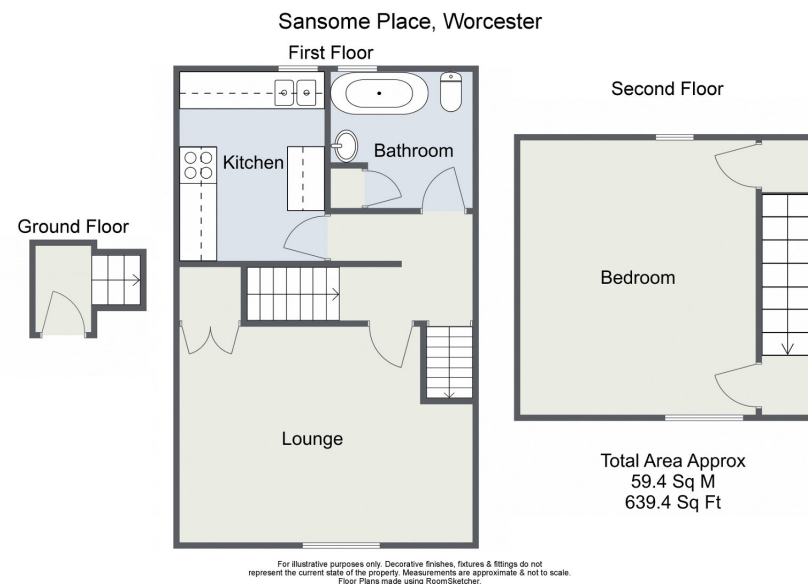 Sansome Place, Worcester
First Floor
Second Floor
Kitchen
Bathroom
Ground Floor
Bedroom
Lounge
Total Area Approx
59.4 Sq M
639.4 Sq Ft
For illustrative purposes only. Decorative finishes, fixtures & fittings do not
represent the current state of the property. Measurements are approximate & not to scale.
Floor Plans made using RoomSketcher.